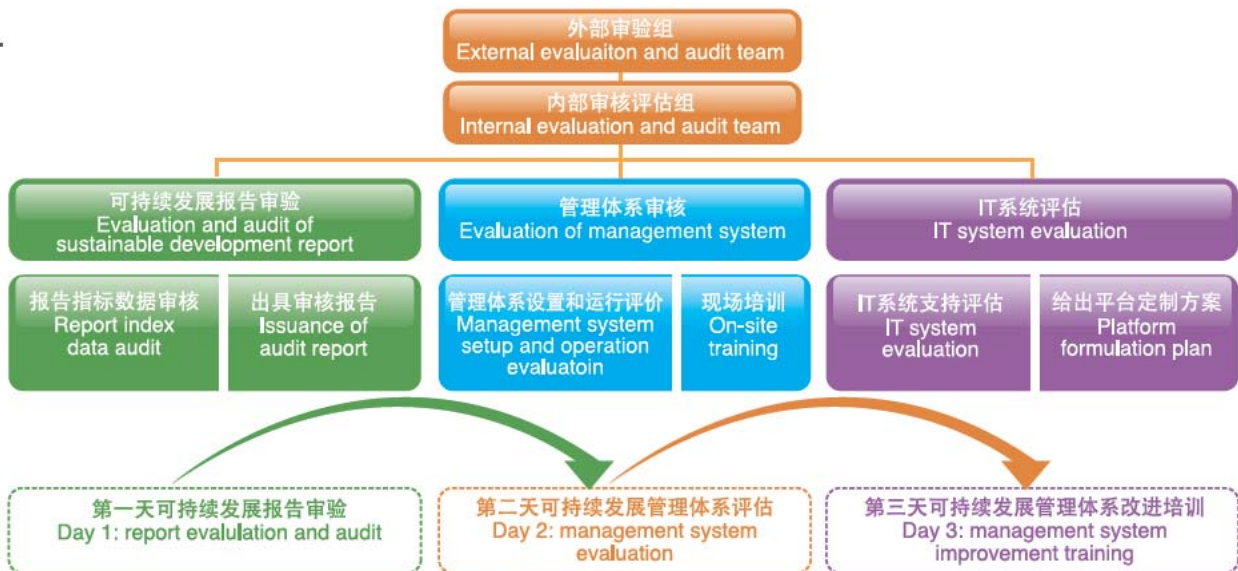 外部审验组
External evaluaiton and audit team
内部审核评估组
Internal evaluation and audit team
可持续发展报告审验
Evaluation and audit of
sustainable development report
管理体系审核
Evaluation of management system
IT系统评估
IT system evaluation
报告指标数据审核
Report index
data audit
出具审核报告
Issuance of
audit report
管理体系设置和运行评价
Management system
setup and operation
evaluatoin
现场培训
On-site
training
IT系统支持评估
IT system
evaluation
给出平台定制方案
Platform
formulation plan
第一天可持续发展报告审验
Day 1: report evalulation and audit
第二天可持续发展管理体系评估
Day 2: management system
evaluation
第三天可持续发展管理体系改进培训
Day 3: management system
improvement training